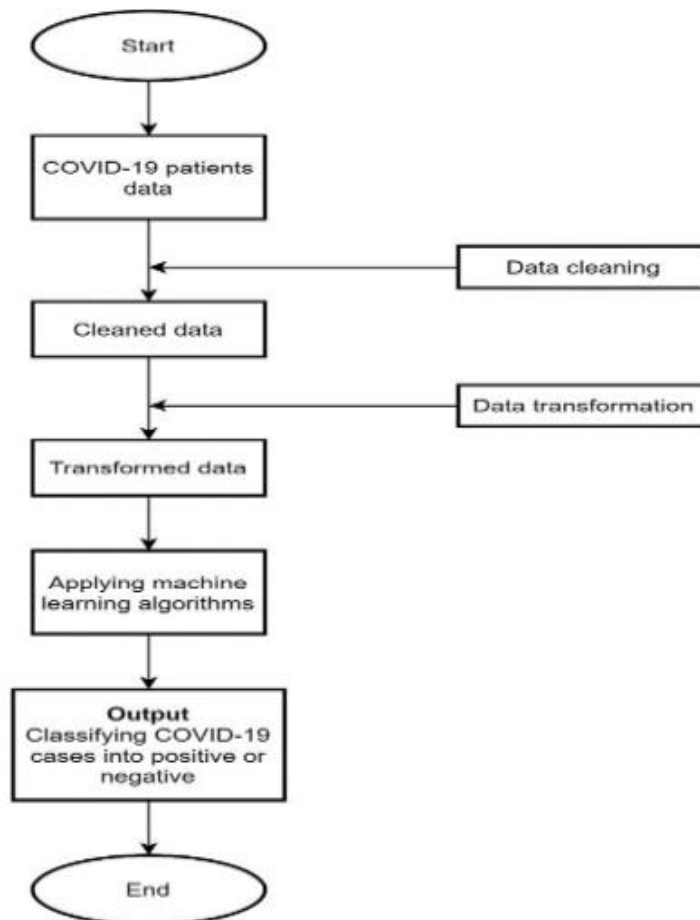 Start
COVID-19 patients
data
Data cleaning
Cleaned data
Data transformation
Transformed data
Applying machine
learning algorithms
Output
Classifying COVID-19
cases into positive or
negative
End